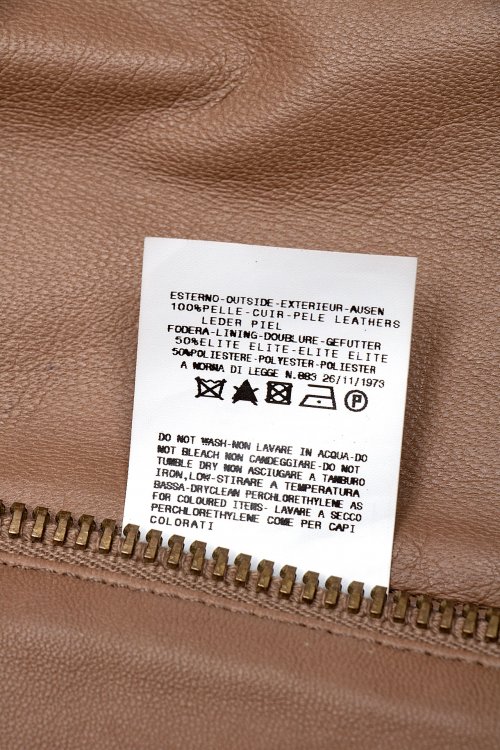 ESTERNO-OUTSIDE-EXTERIEUR-AUSEN
100%PELLE-CUIR-PELE LEATHERS
LEDER PIEL
FODERA-LINING-DOUBLURE-GEFUTTER
50%ELITE ELITE-ELITE ELITE
50%POLIESTERE-POLYESTER-POLIESTER
A NORMA DI LEGGE N.883 26/11/1973
P
DO NOT WASH-NON LAVARE IN ACQUA-DO
NOT BLEACH NON CANDEGGIARE-DO NOT
TUMBLE DRY NON ASCIUGARE A TAMBURO
IRON,LOW-STIRARE A TEMPERATURA
BASSA-DRYCLEAN PERCHLORETHYLENE AS
FOR COLOURED ITEMS- LAVARE A SECCO
PERCHLORETHYLENE COME PER CAPI
COLORATI